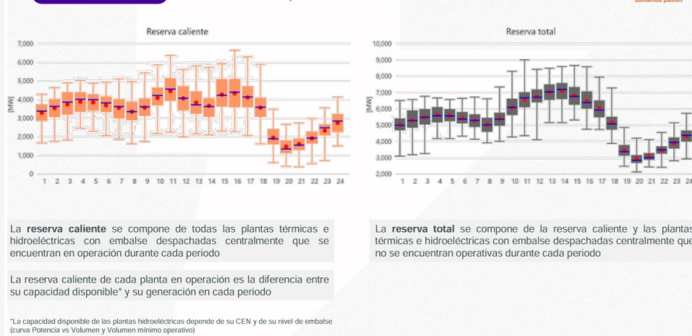 Reserva caliente
7,000
6,000
5,000
4,000
3,000
2,000
1,000
0
[MW]
1 2 3 4 5 6 7 8 9 10 11 12 13 14 15 16 17 18 19 20 21 22 23 24
Reserva total
10,000
9,000
8,000
7,000
6,000
5,000
4,000
3,000
2,000
[MW]
1 2 3 4 5 6 7 8 9 10 11 12 13 14 15 16 17 18 19 20 21 22 23 24
La reserva caliente se compone de todas las plantas térmicas e
hidroeléctricas con embalse despachadas centralmente que se
encuentran en operación durante cada periodo
La reserva caliente de cada planta en operación es la diferencia entre
su capacidad disponible* y su generación en cada periodo
*La capacidad disponible de las plantas hidroeléctricas depende de su CEN y de su nivel de embalse
(curva Potencia vs Volumen y Volumen mínimo operativo)
La reserva total se compone de la reserva caliente y las plantas
térmicas e hidroeléctricas con embalse despachadas centralmente que
no se encuentran operativas durante cada periodo